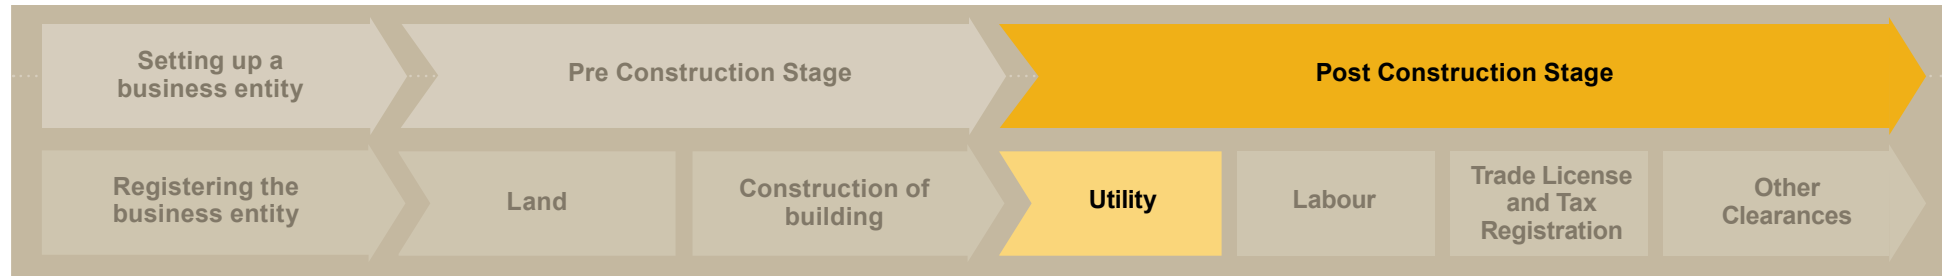 Setting up a
business entity
Pre Construction Stage
Post Construction Stage
Registering the
business entity
Land
Construction of
building
Utility
Labour
Trade License
and Tax
Registration
Other
Clearances